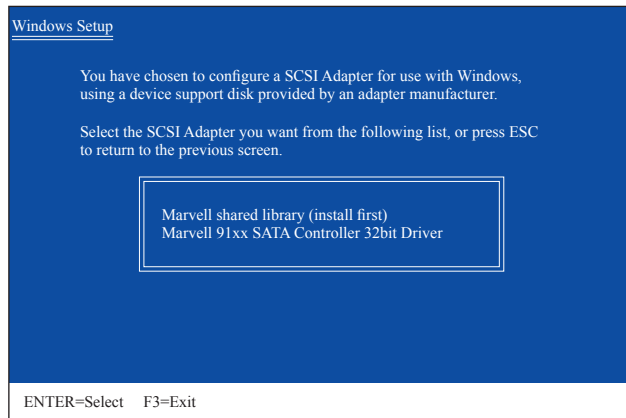 Windows Setup
You have chosen to configure a SCSI Adapter for use with Windows,
using a device support disk provided by an adapter manufacturer.
Select the SCSI Adapter you want from the following list, or press ESC
to return to the previous screen.
Marvell shared library (install first)
Marvell 91xx SATA Controller 32bit Driver
ENTER=Select F3=Exit